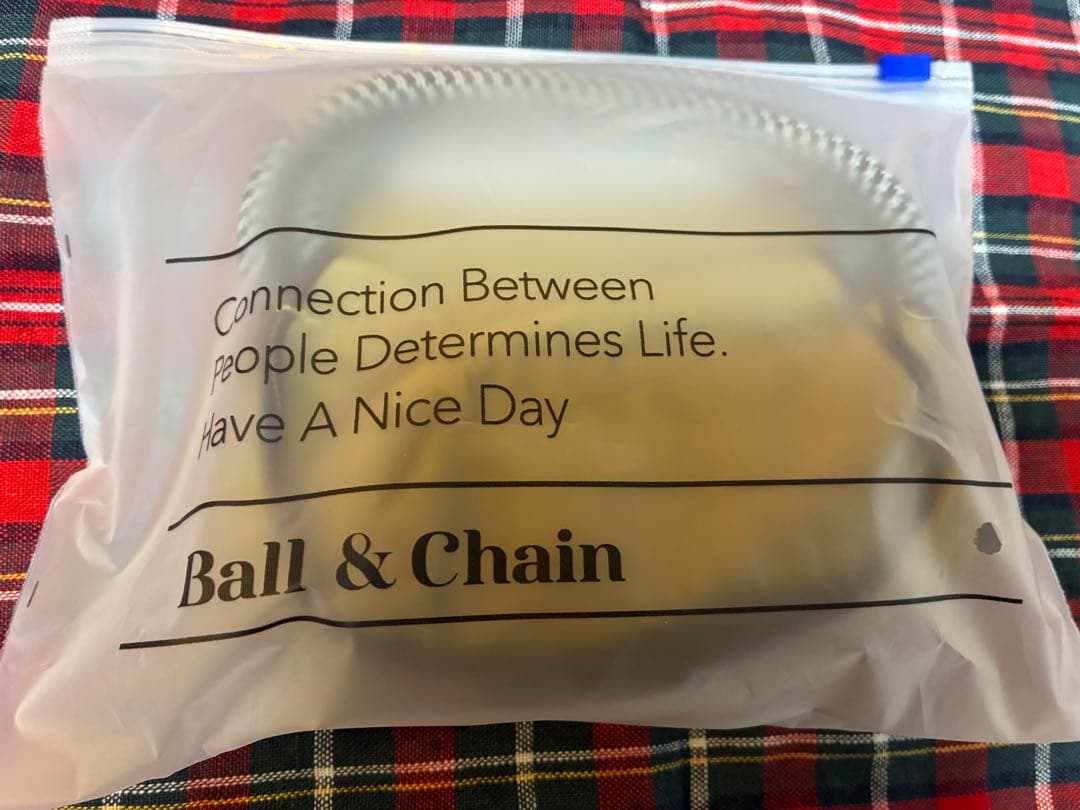 Connection Between
People Determines Life.
Have A Nice Day
Ball & Chain